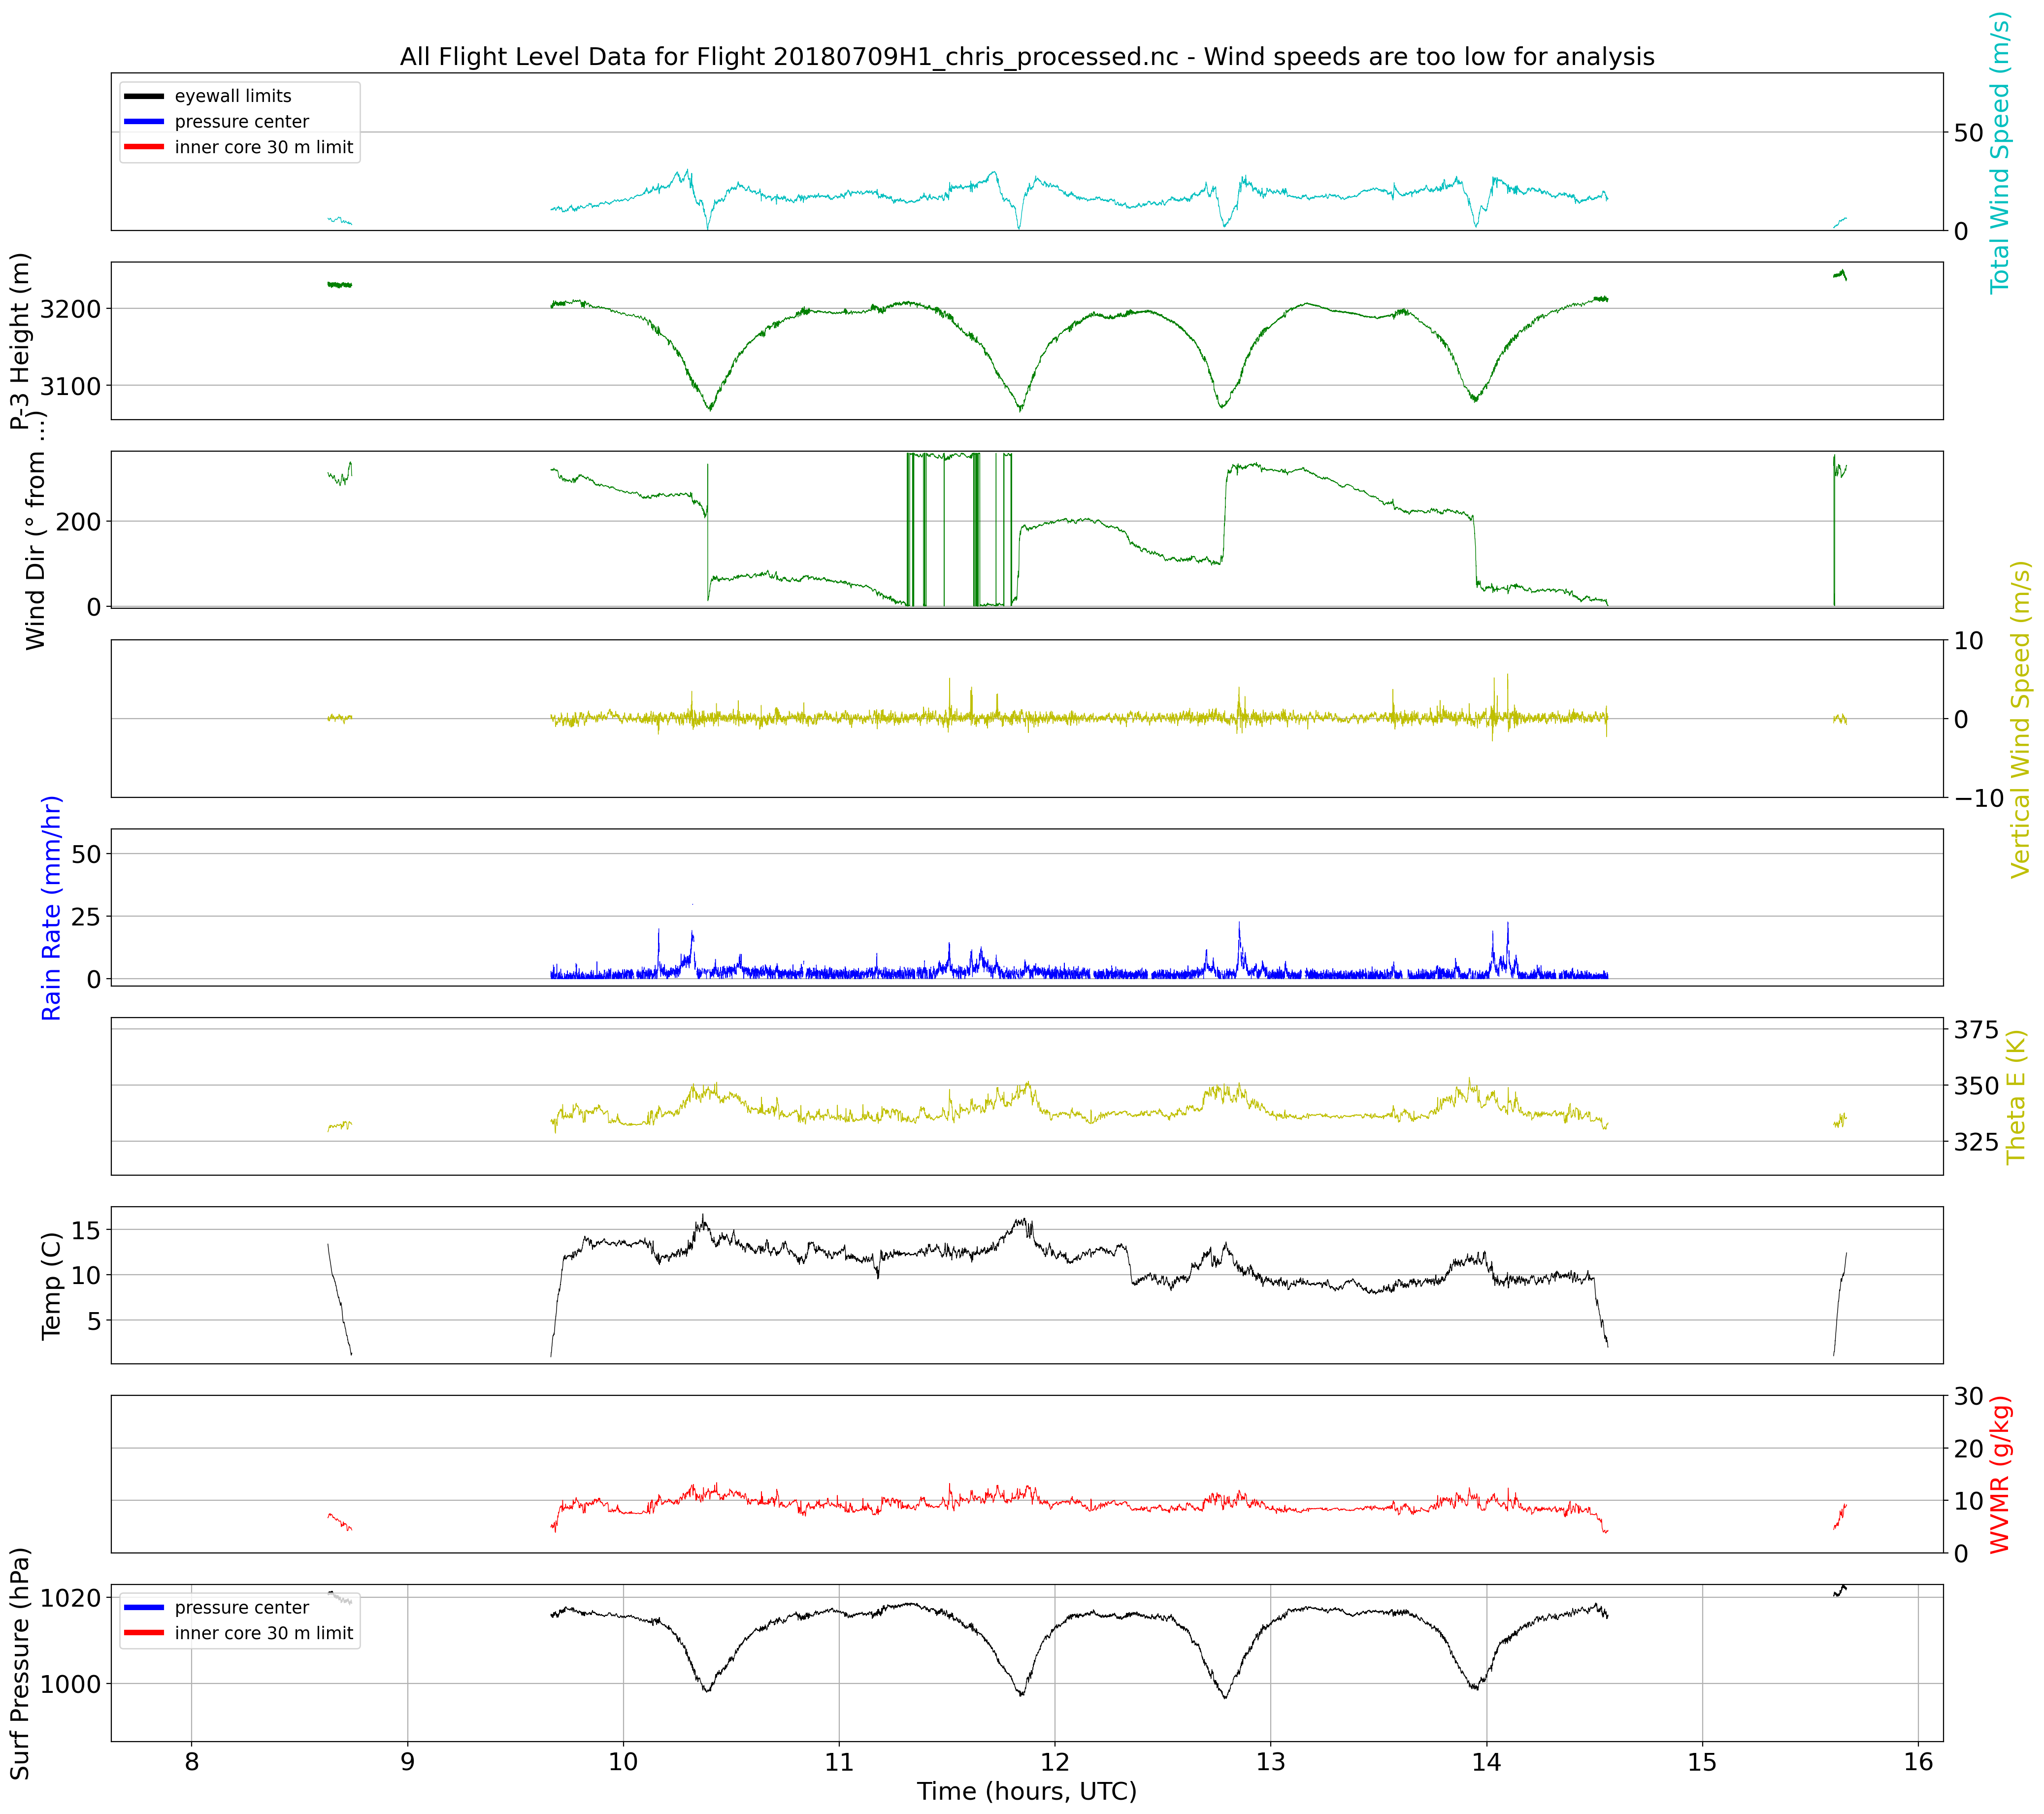 All Flight Level Data for Flight 20180709H1_chris_processed.nc - Wind speeds are too low for analysis
eyewall limits
pressure center
inner core 30 m limit
50
0
Total Wind Speed (m/s)
P-3 Height (m)
3200
3100
Wind Dir (° from ...)
200
0
10
0
−10
Vertical Wind Speed (m/s)
Rain Rate (mm/hr)
50
25
0
375
350
325
Theta E (K)
Temp (C)
15
10
5
30
20
10
0
WVMR (g/kg)
Surf Pressure (hPa)
1020
1000
pressure center
inner core 30 m limit
8 9 10 11 12 13 14 15 16
Time (hours, UTC)